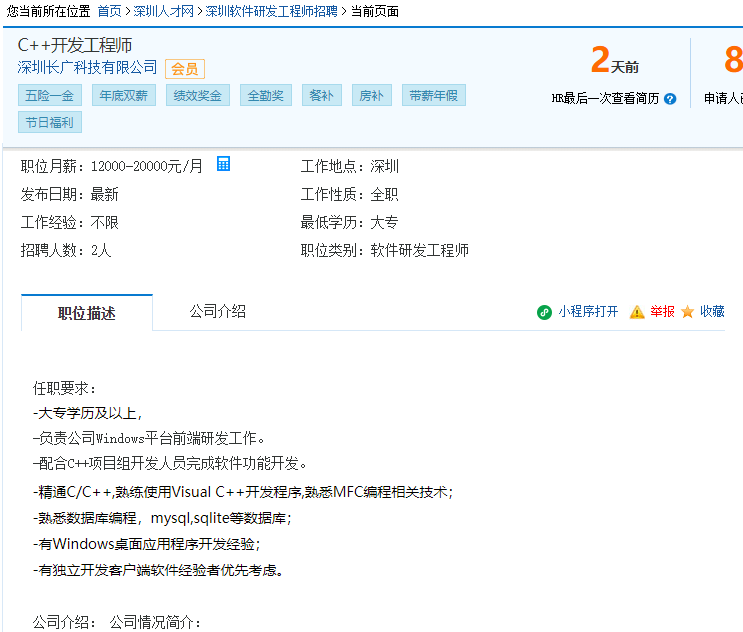 您当前所在位置 首页 > 深圳人才网 > 深圳软件研发工程师招聘 > 当前页面
C++开发工程师
深圳长广科技有限公司 会员
五险一金 年底双薪 绩效奖金 全勤奖 餐补 房补 带薪年假
节日福利
2天前
HR最后一次查看简历 ?
8
申请人
职位月薪：12000-20000元/月 工作地点：深圳
发布日期：最新 工作性质：全职
工作经验：不限 最低学历：大专
招聘人数：2人 职位类别：软件研发工程师
职位描述 公司介绍 小程序打开 举报 收藏
任职要求：
-大专学历及以上，
-负责公司Windows平台前端研发工作。
-配合C++项目组开发人员完成软件功能开发。
-精通C/C++,熟练使用Visual C++开发程序,熟悉MFC编程相关技术；
-熟悉数据库编程，mysql,sqlite等数据库；
-有Windows桌面应用程序开发经验；
-有独立开发客户端软件经验者优先考虑。
公司介绍： 公司情况简介：